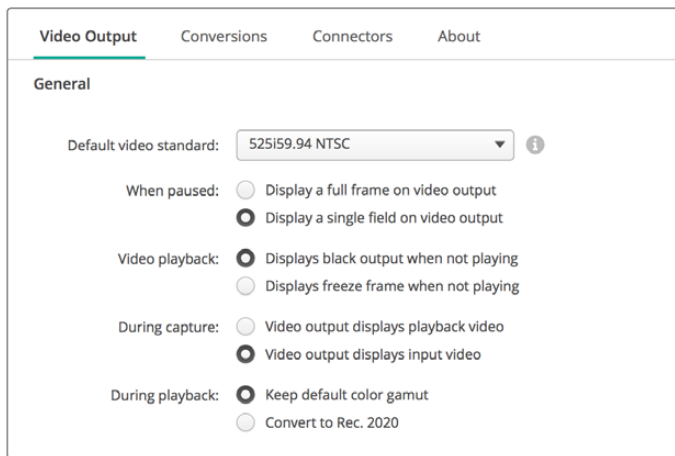 Video Output Conversions Connectors About
General
Default video standard: 525i59.94 NTSC i
When paused: Display a full frame on video output
Display a single field on video output
Video playback: Displays black output when not playing
Displays freeze frame when not playing
During capture: Video output displays playback video
Video output displays input video
During playback: Keep default color gamut
Convert to Rec. 2020